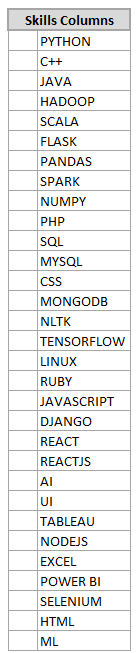 Skills Columns
PYTHON
C++
JAVA
HADOOP
SCALA
FLASK
PANDAS
SPARK
NUMPY
PHP
SQL
MYSQL
CSS
MONGODB
NLTK
TENSORFLOW
LINUX
RUBY
JAVASCRIPT
DJANGO
REACT
REACTJS
AI
UI
TABLEAU
NODEJS
EXCEL
POWER BI
SELENIUM
HTML
ML